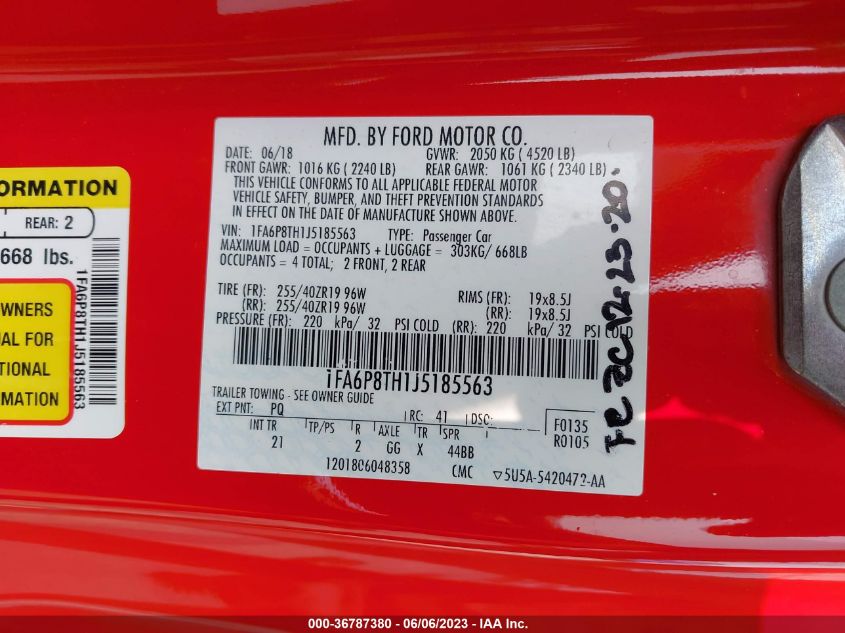 MFD. BY FORD MOTOR CO.
DATE: 06/18 GVWR: 2050 KG ( 4520 LB)
FRONT GAWR: 1016 KG ( 2240 LB) REAR GAWR: 1061 KG ( 2340 LB)
THIS VEHICLE CONFORMS TO ALL APPLICABLE FEDERAL MOTOR
VEHICLE SAFETY, BUMPER, AND THEFT PREVENTION STANDARDS
IN EFFECT ON THE DATE OF MANUFACTURE SHOWN ABOVE.
VIN: 1FA6P8TH1J5185563 TYPE: Passenger Car
MAXIMUM LOAD = OCCUPANTS + LUGGAGE = 303KG/ 668LB
OCCUPANTS = 4 TOTAL; 2 FRONT, 2 REAR
TIRE (FR): 255/40ZR19 96W RIMS (FR): 19x8.5J
(RR): 255/40ZR19 96W (RR): 19x8.5J
PRESSURE (FR): 220 kPa/ 32 PSI COLD (RR): 220 kPa/ 32 PSI COLD
1FA6P8TH1J5185563
TRAILER TOWING - SEE OWNER GUIDE
EXT PNT: PQ RC: 41 DSO: F0135
INT TR TP/PS R AXLE TR SPR R0105
21 2 GG X 44BB
1201806048358 CMC ▽5U5A-5420472-AA
12-23-20
ORMATION
REAR: 2
668 lbs.
WNERS
UAL FOR
TIONAL
MATION
1FA6P8TH1J5185563
000-36787380 - 06/06/2023 - IAA Inc.